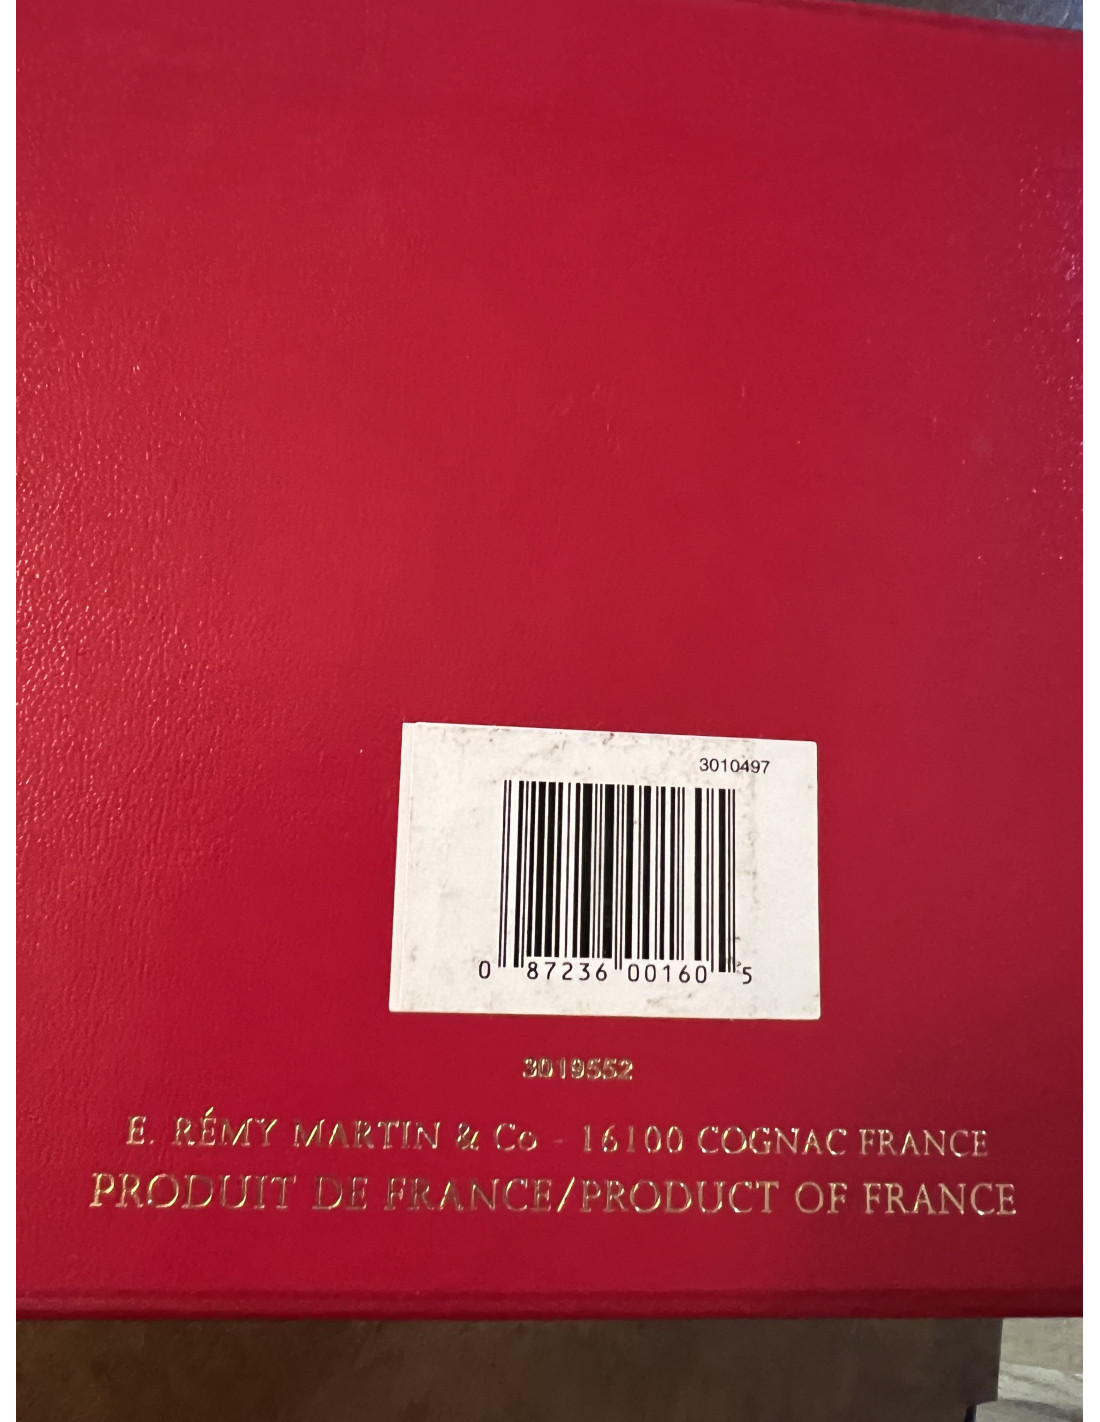 3010497
0 87236 00160 5
3019552
E. RÉMY MARTIN & Co - 16100 COGNAC FRANCE
PRODUIT DE FRANCE/PRODUCT OF FRANCE